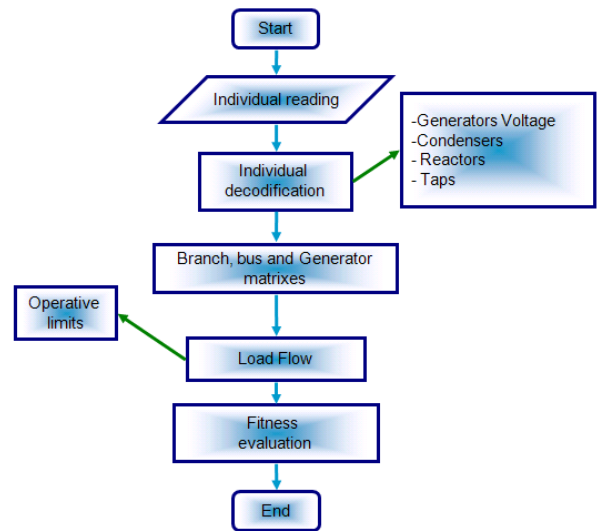 Start
Individual reading
Individual
decodification
-Generators Voltage
-Condensers
- Reactors
- Taps
Branch, bus and Generator
matrixes
Operative
limits
Load Flow
Fitness
evaluation
End